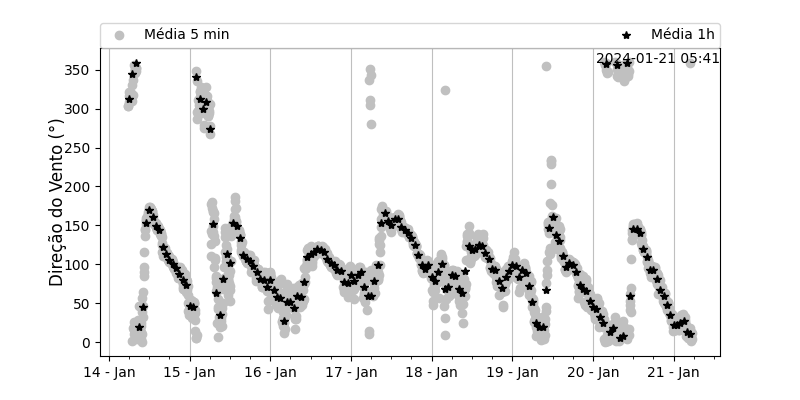 Média 5 min
Média 1h
2024-01-21 05:41
Direção do Vento (°)
350
300
250
200
150
100
50
0
14 - Jan
15 - Jan
16 - Jan
17 - Jan
18 - Jan
19 - Jan
20 - Jan
21 - Jan